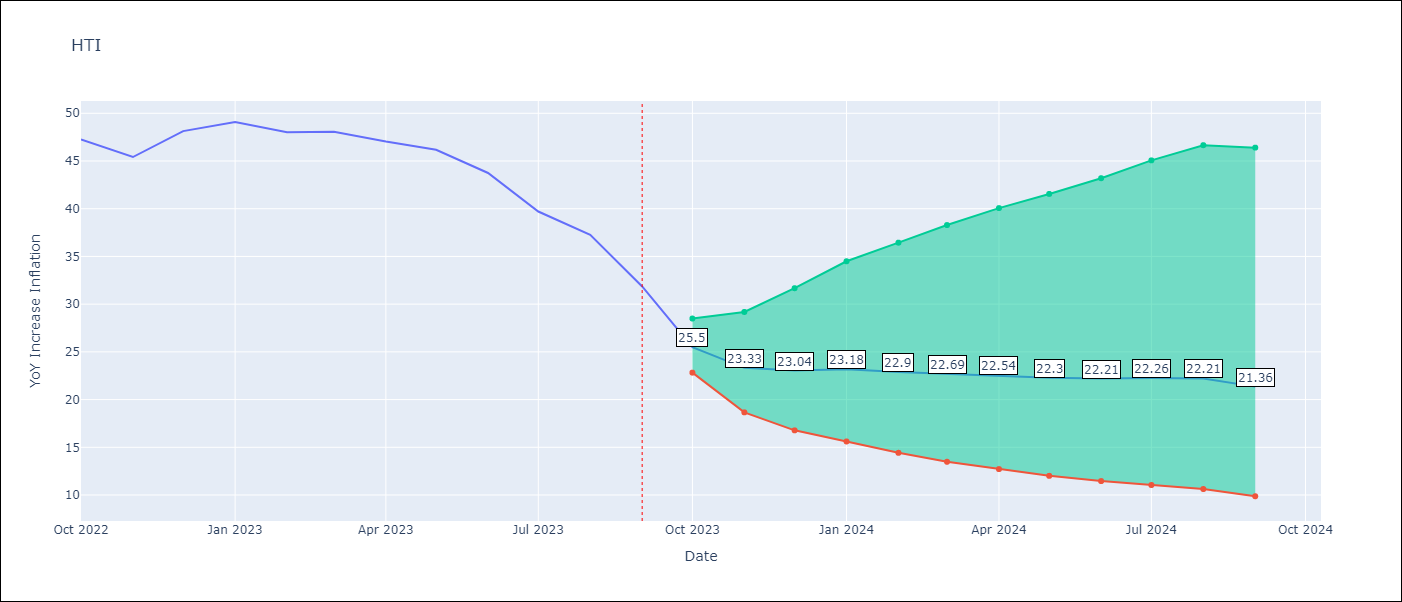 HTI
YoY Increase Inflation
50
45
40
35
30
25
20
15
10
25.5
23.33
23.04
23.18
22.9
22.69
22.54
22.3
22.21
22.26
22.21
21.36
Oct 2022
Jan 2023
Apr 2023
Jul 2023
Oct 2023
Jan 2024
Apr 2024
Jul 2024
Oct 2024
Date